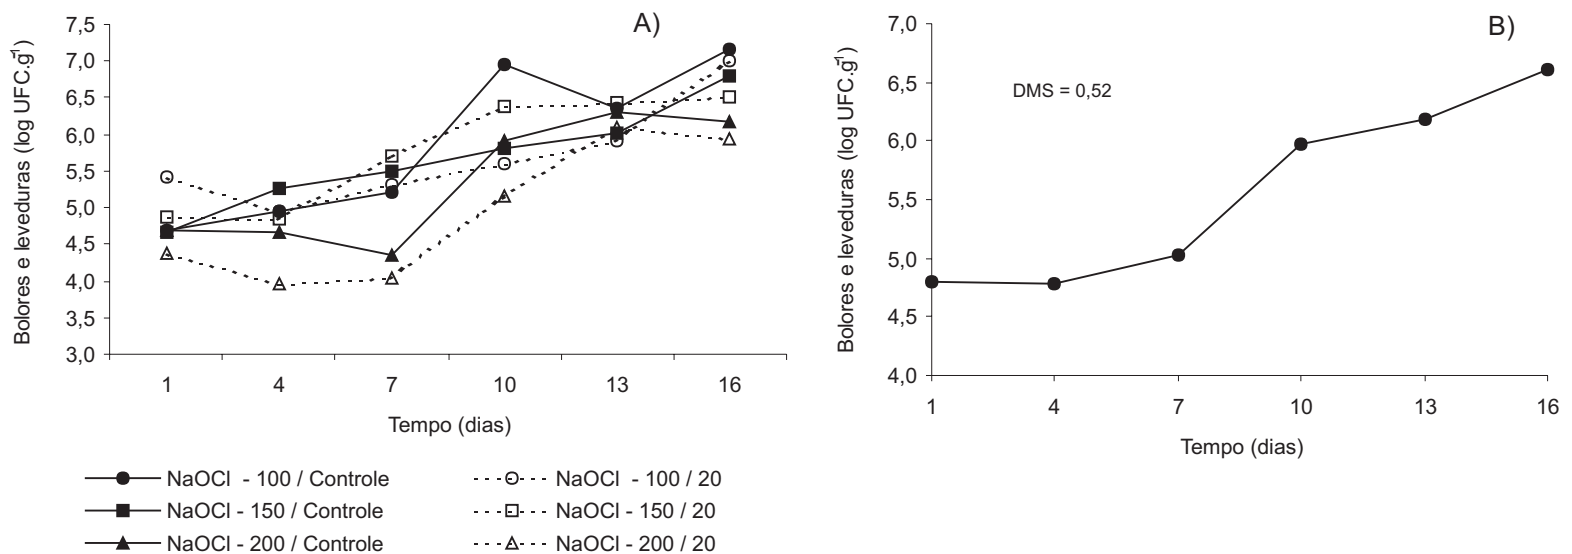 A)
Bolores e leveduras (log UFC.g-1)
7,5
7,0
6,5
6,0
5,5
5,0
4,5
4,0
3,5
3,0
1 4 7 10 13 16
Tempo (dias)
NaOCl - 100 / Controle
NaOCl - 150 / Controle
NaOCl - 200 / Controle
NaOCl - 100 / 20
NaOCl - 150 / 20
NaOCl - 200 / 20
B)
Bolores e leveduras (log UFC.g-1)
7,0
6,5
6,0
5,5
5,0
4,5
4,0
DMS = 0,52
1 4 7 10 13 16
Tempo (dias)